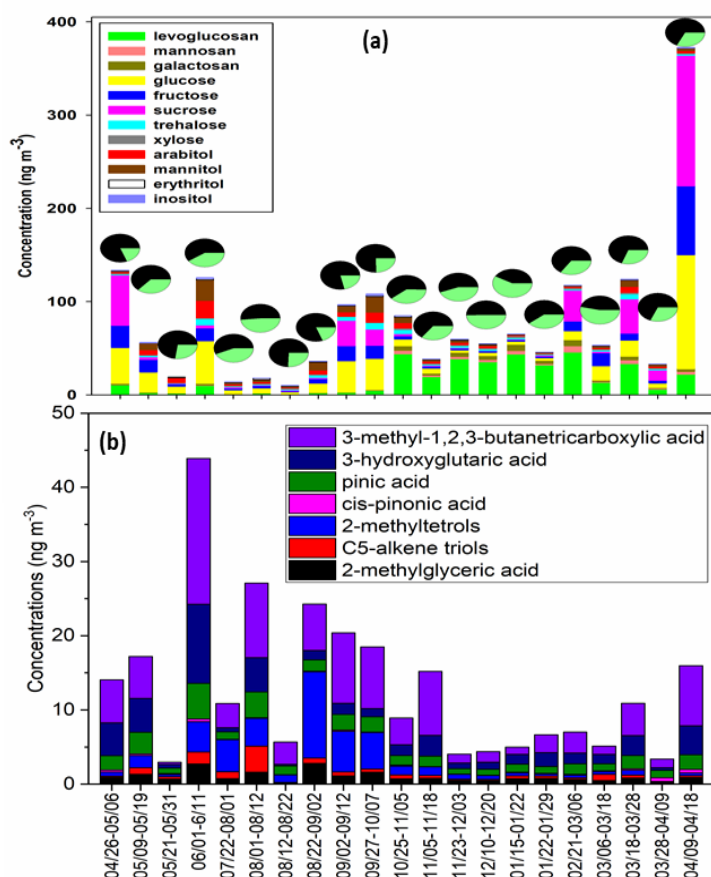 (a)
400
300
200
100
0
Concentration (ng m⁻³)
levoglucosan
mannosan
galactosan
glucose
fructose
sucrose
trehalose
xylose
arabitol
mannitol
erythritol
inositol
(b)
50
40
30
20
10
0
Concentrations (ng m⁻³)
3-methyl-1,2,3-butanetricarboxylic acid
3-hydroxyglutaric acid
pinic acid
cis-pinonic acid
2-methyltetrols
C5-alkene triols
2-methylglyceric acid
04/26-05/06
05/09-05/19
05/21-05/31
06/01-6/11
07/22-08/01
08/01-08/12
08/12-08/22
08/22-09/02
09/02-09/12
09/27-10/07
10/25-11/05
11/05-11/18
11/23-12/03
12/10-12/20
01/15-01/22
01/22-01/29
02/21-03/06
03/06-03/18
03/18-03/28
03/28-04/09
04/09-04/18